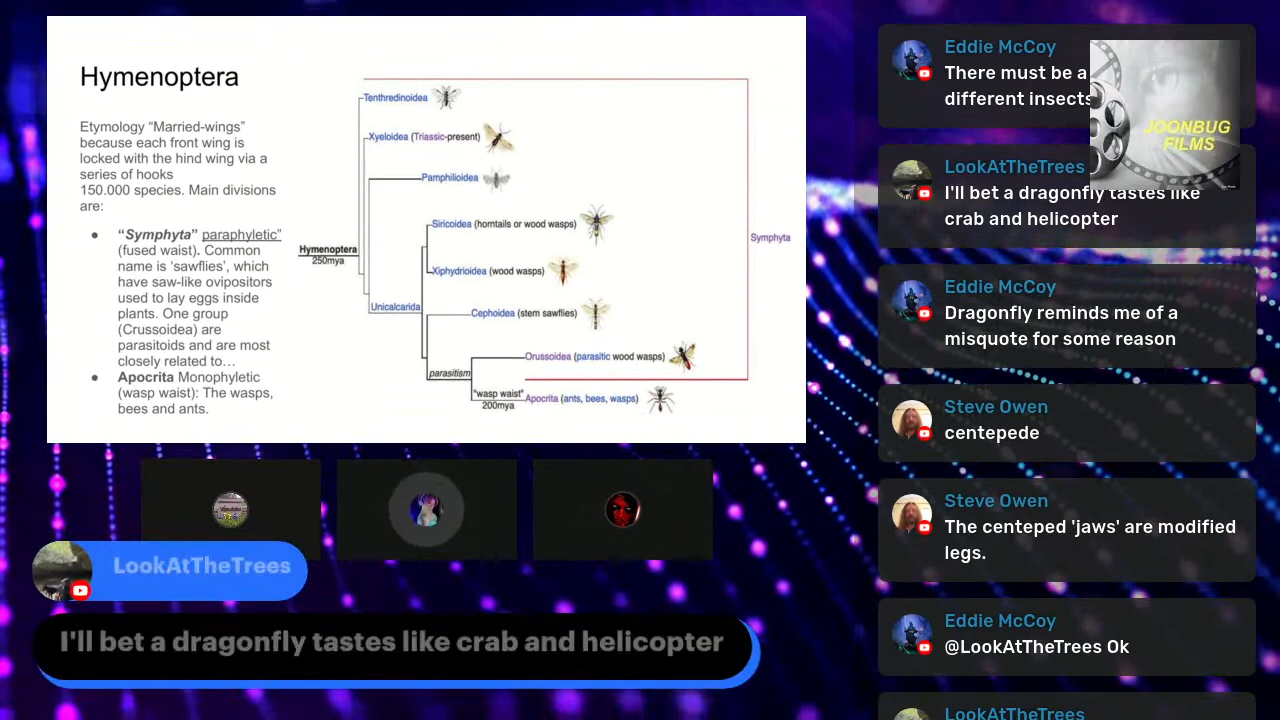 Hymenoptera
Etymology “Married-wings”
because each front wing is
locked with the hind wing via a
series of hooks
150.000 species. Main divisions
are:
● “Symphyta” paraphyletic”
(fused waist). Common
name is ‘sawflies’, which
have saw-like ovipositors
used to lay eggs inside
plants. One group
(Crussoidea) are
parasitoids and are most
closely related to…
● Apocrita Monophyletic
(wasp waist): The wasps,
bees and ants.
Tenthredinoidea
Xyeloidea (Triassic-present)
Pamphilioidea
Siricoidea (horntails or wood wasps)
Symphyta
Hymenoptera
250mya
Xiphydrioidea (wood wasps)
Unicalcarida
Cephoidea (stem sawflies)
Orussoidea (parasitic wood wasps)
parasitism
"wasp waist"
200mya
Apocrita (ants, bees, wasps)
LookAtTheTrees
I'll bet a dragonfly tastes like crab and helicopter
Eddie McCoy
There must be a
different insects
JOONBUG
FILMS
LookAtTheTrees
I'll bet a dragonfly tastes like
crab and helicopter
Eddie McCoy
Dragonfly reminds me of a
misquote for some reason
Steve Owen
centepede
Steve Owen
The centeped 'jaws' are modified
legs.
Eddie McCoy
@LookAtTheTrees Ok
LookAtTheTrees